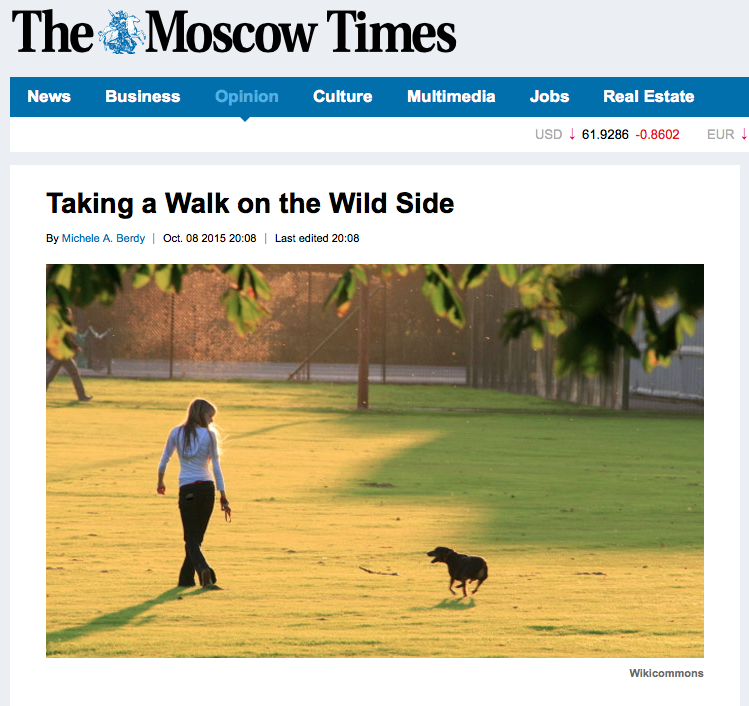 The Moscow Times
News Business Opinion Culture Multimedia Jobs Real Estate
USD ↓ 61.9286 -0.8602 EUR ↓
Taking a Walk on the Wild Side
By Michele A. Berdy | Oct. 08 2015 20:08 | Last edited 20:08
Wikicommons